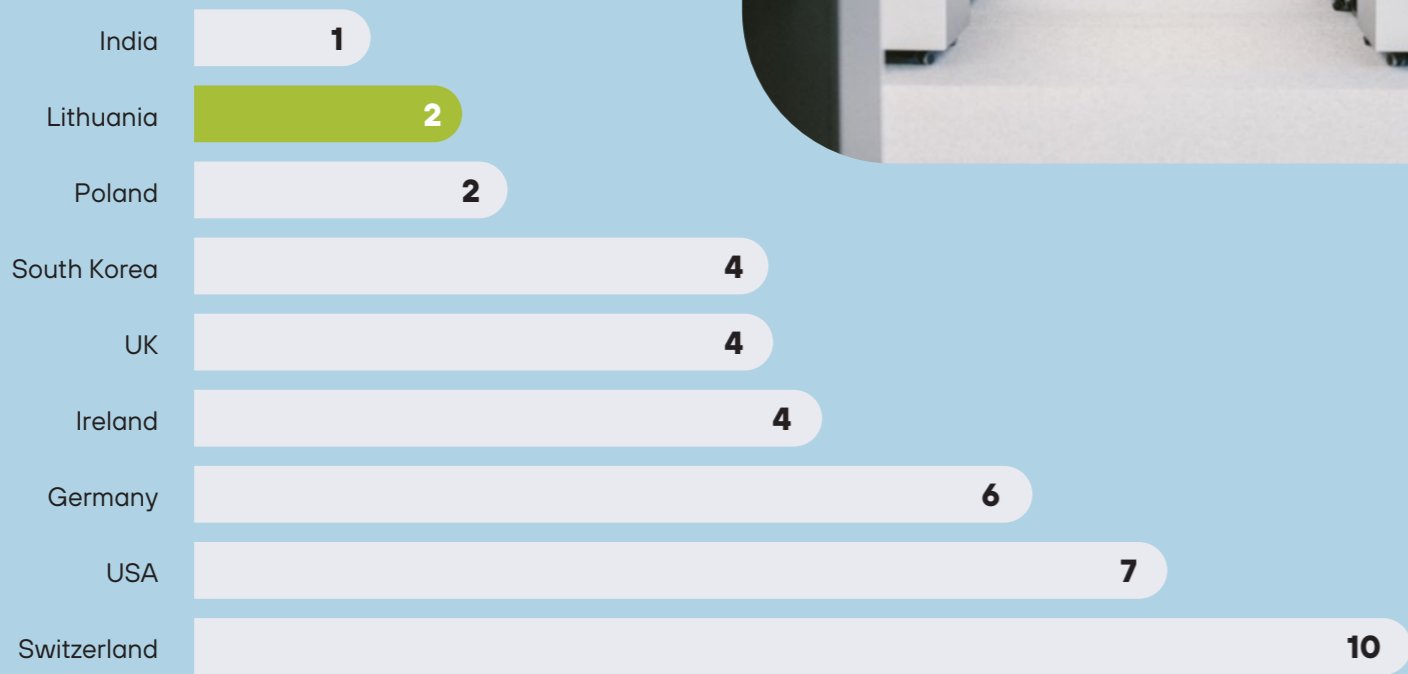 India 1
Lithuania 2
Poland 2
South Korea 4
UK 4
Ireland 4
Germany 6
USA 7
Switzerland 10